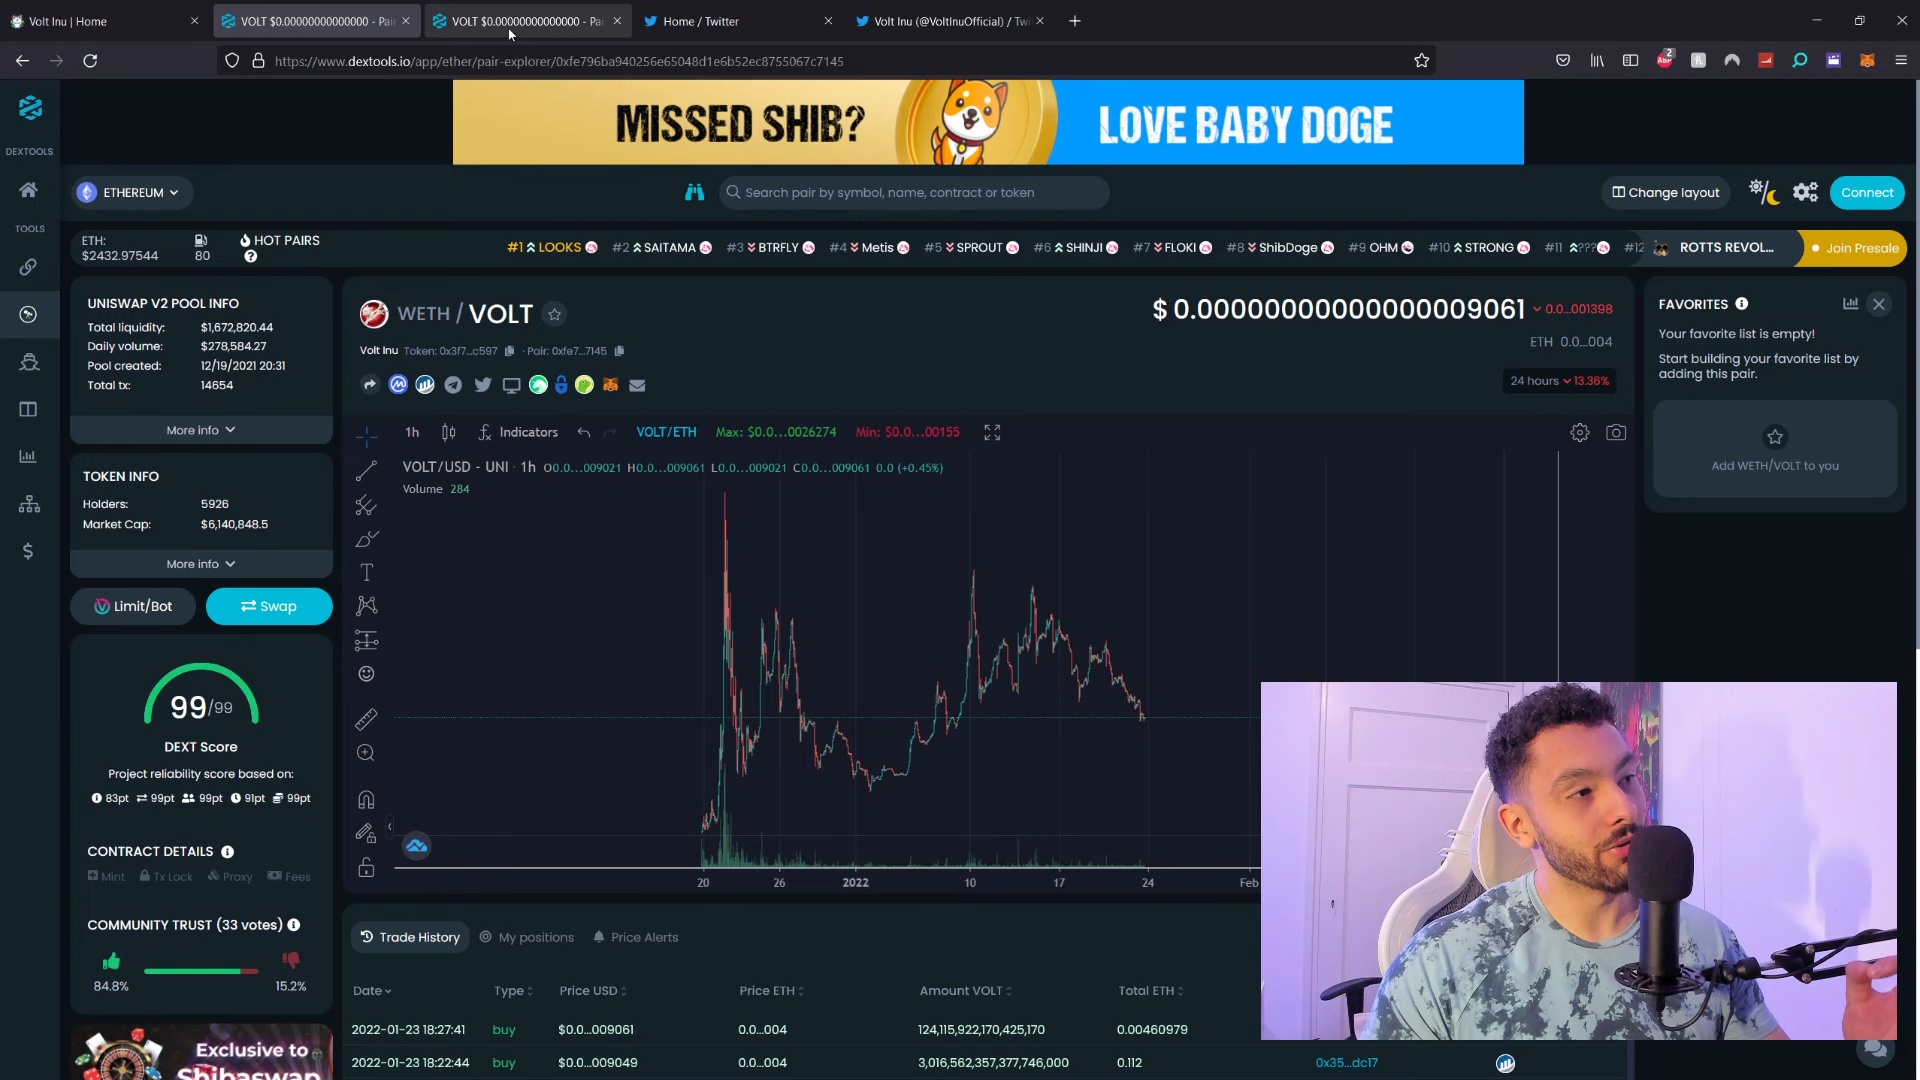 Volt Inu | Home
VOLT $0.00000000000000 - Pai
VOLT $0.00000000000000 - Pai
Home / Twitter
Volt Inu (@VoltInuOfficial) / Twi
https://www.dextools.io/app/ether/pair-explorer/0xfe796ba940256e65048d1e6b52ec8755067c7145
2
MISSED SHIB?
LOVE BABY DOGE
DEXTOOLS
ETHEREUM
Search pair by symbol, name, contract or token
Change layout
Connect
TOOLS
ETH:
$2432.97544
80
HOT PAIRS
#1 LOOKS
#2 SAITAMA
#3 BTRFLY
#4 Metis
#5 SPROUT
#6 SHINJI
#7 FLOKI
#8 ShibDoge
#9 OHM
#10 STRONG
#11 ???
#12
ROTTS REVOL...
Join Presale
UNISWAP V2 POOL INFO
Total liquidity: $1,672,820.44
Daily volume: $278,584.27
Pool created: 12/19/2021 20:31
Total tx: 14654
More info
TOKEN INFO
Holders: 5926
Market Cap: $6,140,848.5
More info
Limit/Bot
Swap
99/99
DEXT Score
Project reliability score based on:
83pt 99pt 99pt 91pt 99pt
CONTRACT DETAILS
Mint Tx Lock Proxy Fees
COMMUNITY TRUST (33 votes)
84.8% 15.2%
Exclusive to
Shibaswap
WETH / VOLT
Volt Inu Token: 0x3f7...c597 · Pair: 0xfe7...7145
$ 0.0000000000000000009061
0.0...001398
ETH 0.0...004
24 hours 13.36%
1h
Indicators
VOLT/ETH
Max: $0.0...0026274
Min: $0.0...00155
VOLT/USD - UNI · 1h O0.0...009021 H0.0...009061 L0.0...009021 C0.0...009061 0.0 (+0.45%)
Volume 284
20 26 2022 10 17 24 Feb
FAVORITES
Your favorite list is empty!
Start building your favorite list by
adding this pair.
Add WETH/VOLT to you
Trade History
My positions
Price Alerts
Date Type Price USD Price ETH Amount VOLT Total ETH
2022-01-23 18:27:41 buy $0.0...009061 0.0...004 124,115,922,170,425,170 0.00460979
2022-01-23 18:22:44 buy $0.0...009049 0.0...004 3,016,562,357,377,746,000 0.112 0x35...dc17